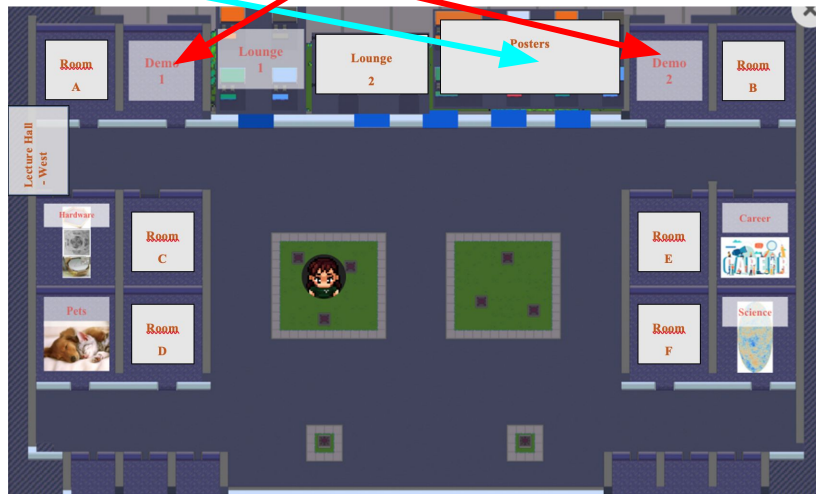 Room
A
Demo
1
Lounge
1
Lounge
2
Posters
Demo
2
Room
B
Lecture Hall
- West
Hardware
Room
C
Room
E
Career
CAREER
Pets
Room
D
Room
F
Science